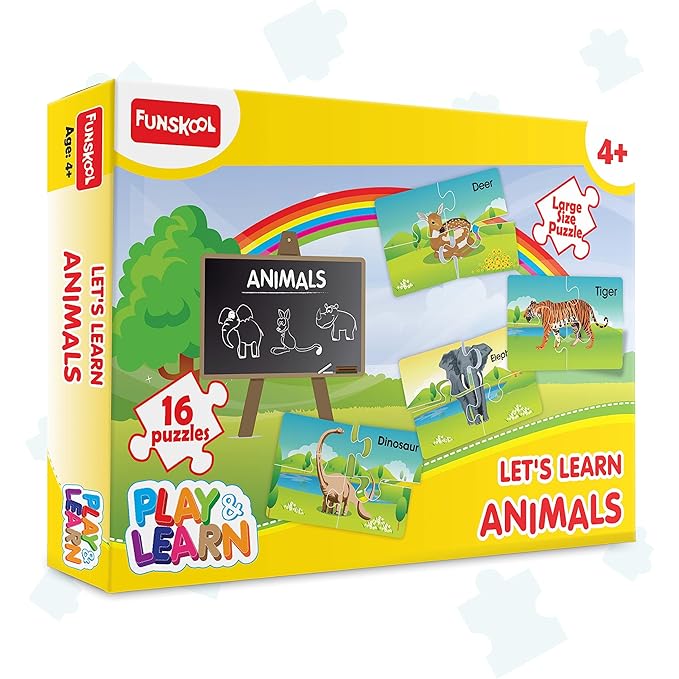 FUNSKOOL
Age: 4+
LET'S LEARN
ANIMALS
PLAY &
LEARN
FUNSKOOL
4+
Large
Size
Puzzle
Deer
Tiger
Eleph
Dinosaur
ANIMALS
16
puzzles
PLAY &
LEARN
LET'S LEARN
ANIMALS